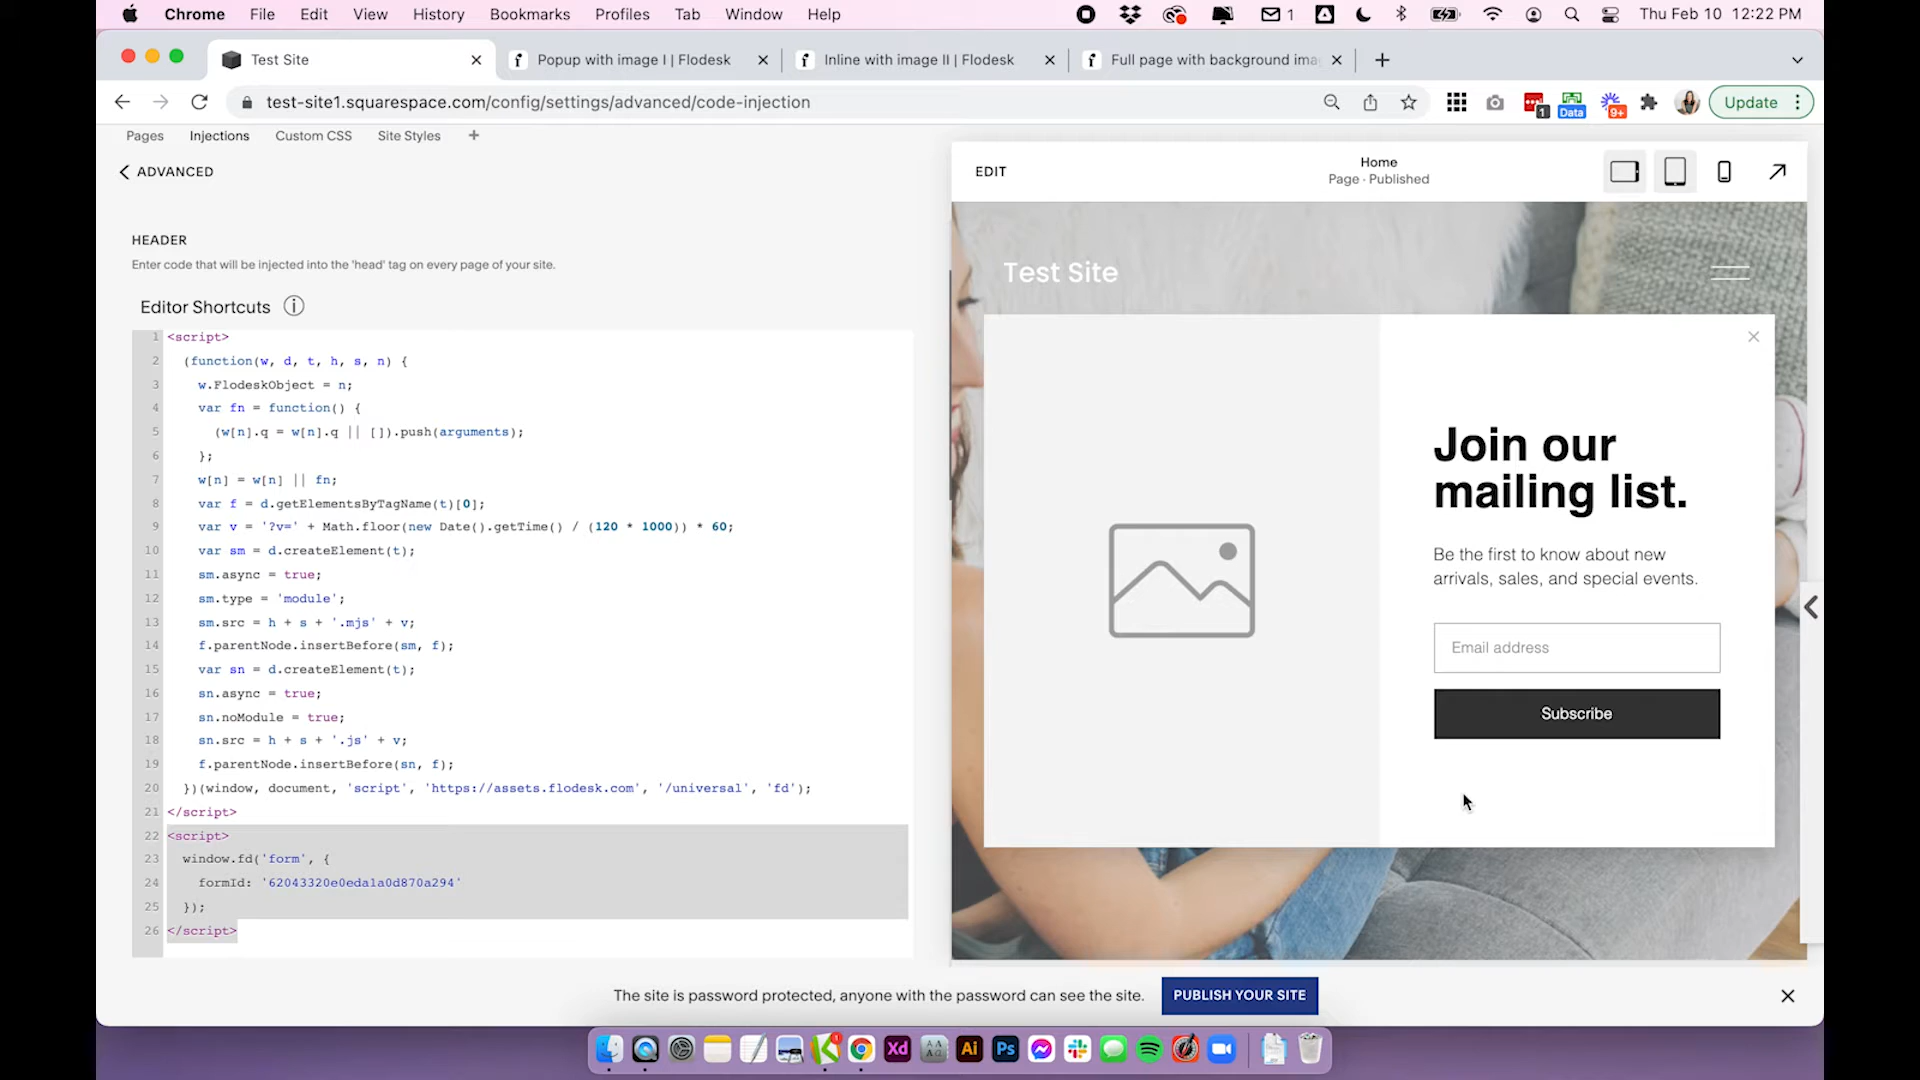 Chrome File Edit View History Bookmarks Profiles Tab Window Help 1 Thu Feb 10 12:22 PM
Test Site Popup with image I | Flodesk Inline with image II | Flodesk Full page with background ima
test-site1.squarespace.com/config/settings/advanced/code-injection 1 Data 9+ Update
Pages Injections Custom CSS Site Styles +
ADVANCED
HEADER
Enter code that will be injected into the 'head' tag on every page of your site.
Editor Shortcuts i
1 <script>
2 (function(w, d, t, h, s, n) {
3 w.FlodeskObject = n;
4 var fn = function() {
5 (w[n].q = w[n].q || []).push(arguments);
6 };
7 w[n] = w[n] || fn;
8 var f = d.getElementsByTagName(t)[0];
9 var v = '?v=' + Math.floor(new Date().getTime() / (120 * 1000)) * 60;
10 var sm = d.createElement(t);
11 sm.async = true;
12 sm.type = 'module';
13 sm.src = h + s + '.mjs' + v;
14 f.parentNode.insertBefore(sm, f);
15 var sn = d.createElement(t);
16 sn.async = true;
17 sn.noModule = true;
18 sn.src = h + s + '.js' + v;
19 f.parentNode.insertBefore(sn, f);
20 })(window, document, 'script', 'https://assets.flodesk.com', '/universal', 'fd');
21 </script>
22 <script>
23 window.fd('form', {
24 formId: '62043320e0eda1a0d870a294'
25 });
26 </script>
EDIT
Home
Page · Published
Test Site
Join our
mailing list.
Be the first to know about new
arrivals, sales, and special events.
Email address
Subscribe
The site is password protected, anyone with the password can see the site. PUBLISH YOUR SITE
Xd Ai Ps